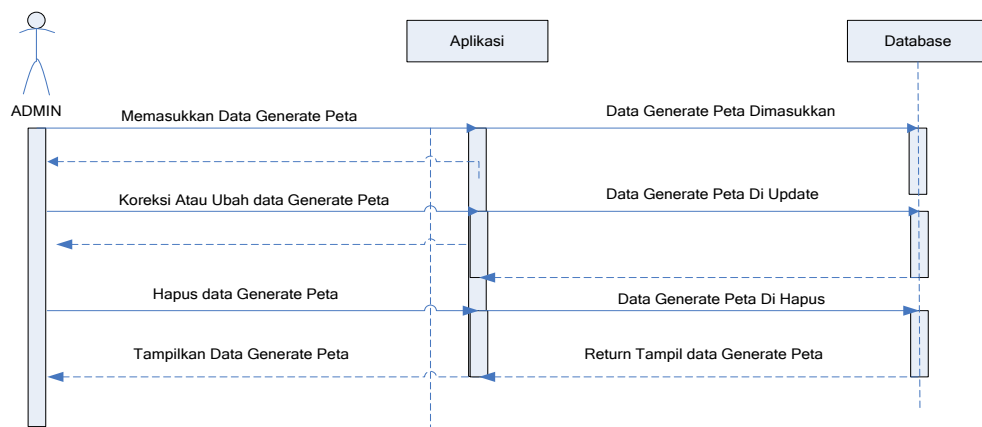 Aplikasi
Database
ADMIN
Memasukkan Data Generate Peta
Data Generate Peta Dimasukkan
Koreksi Atau Ubah data Generate Peta
Data Generate Peta Di Update
Hapus data Generate Peta
Data Generate Peta Di Hapus
Tampilkan Data Generate Peta
Return Tampil data Generate Peta